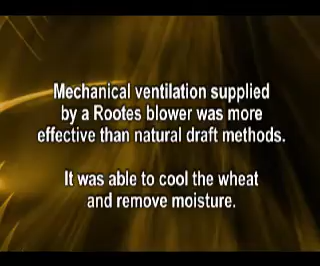 Mechanical ventilation supplied
by a Rootes blower was more
effective than natural draft methods.
It was able to cool the wheat
and remove moisture.